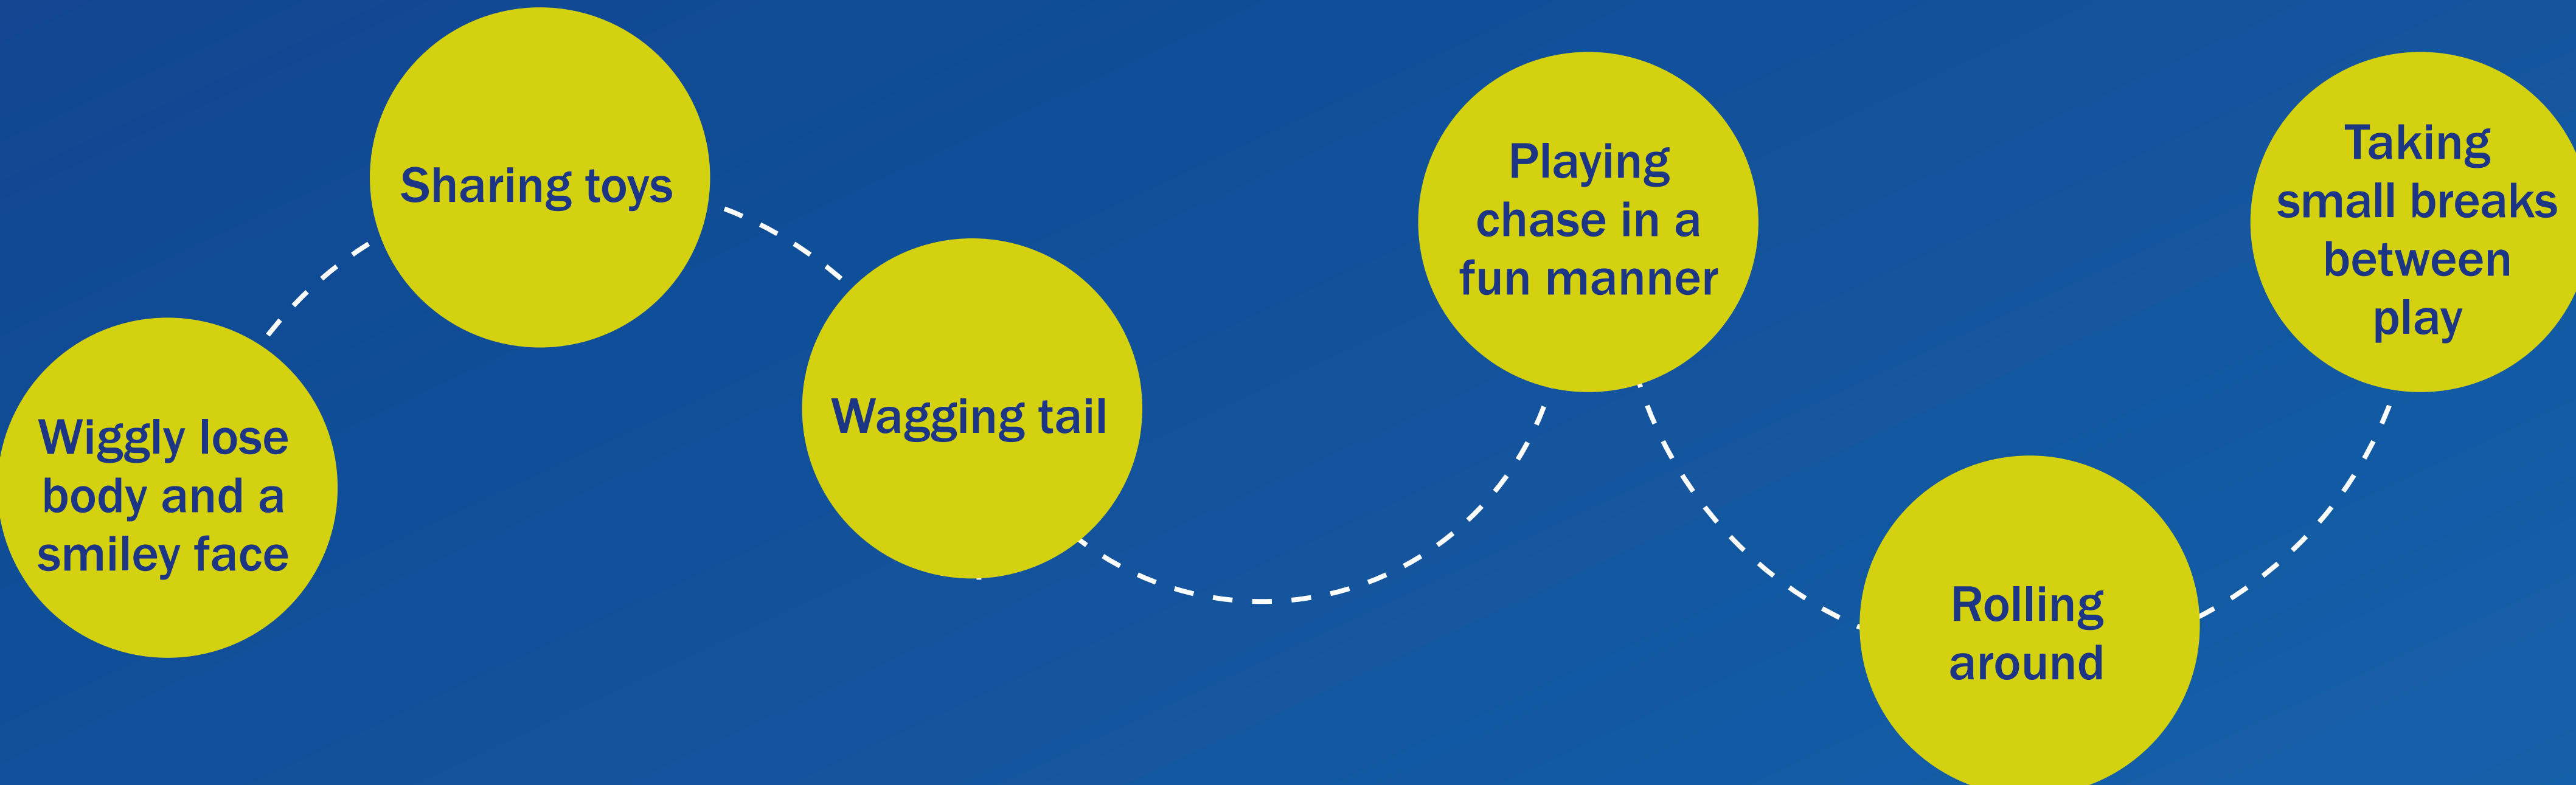 Wiggly lose
body and a
smiley face
Sharing toys
Wagging tail
Playing
chase in a
fun manner
Rolling
around
Taking
small breaks
between
play